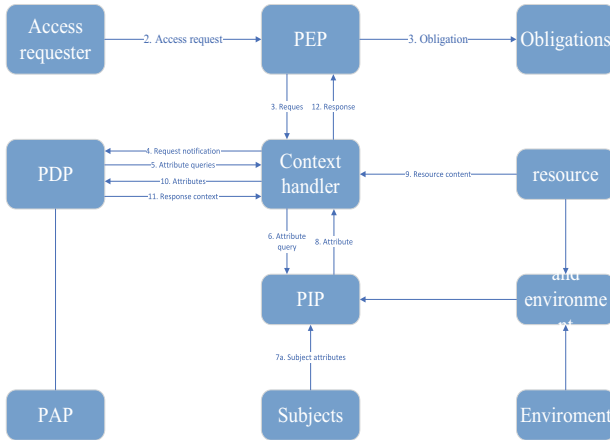 Access
requester
2. Access request
PEP
3. Obligation
Obligations
3. Reques
12. Response
PDP
4. Request notification
5. Attribute queries
10. Attributes
11. Response context
Context
handler
9. Resource content
resource
6. Attribute
query
8. Attribute
PIP
and
environme
nt
7a. Subject attributes
PAP
Subjects
Enviroment